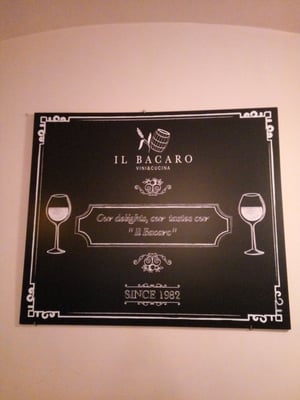 IL BACARO
VINI&CUCINA
Our delights, our tastes our
"Il Bacaro"
SINCE 1982